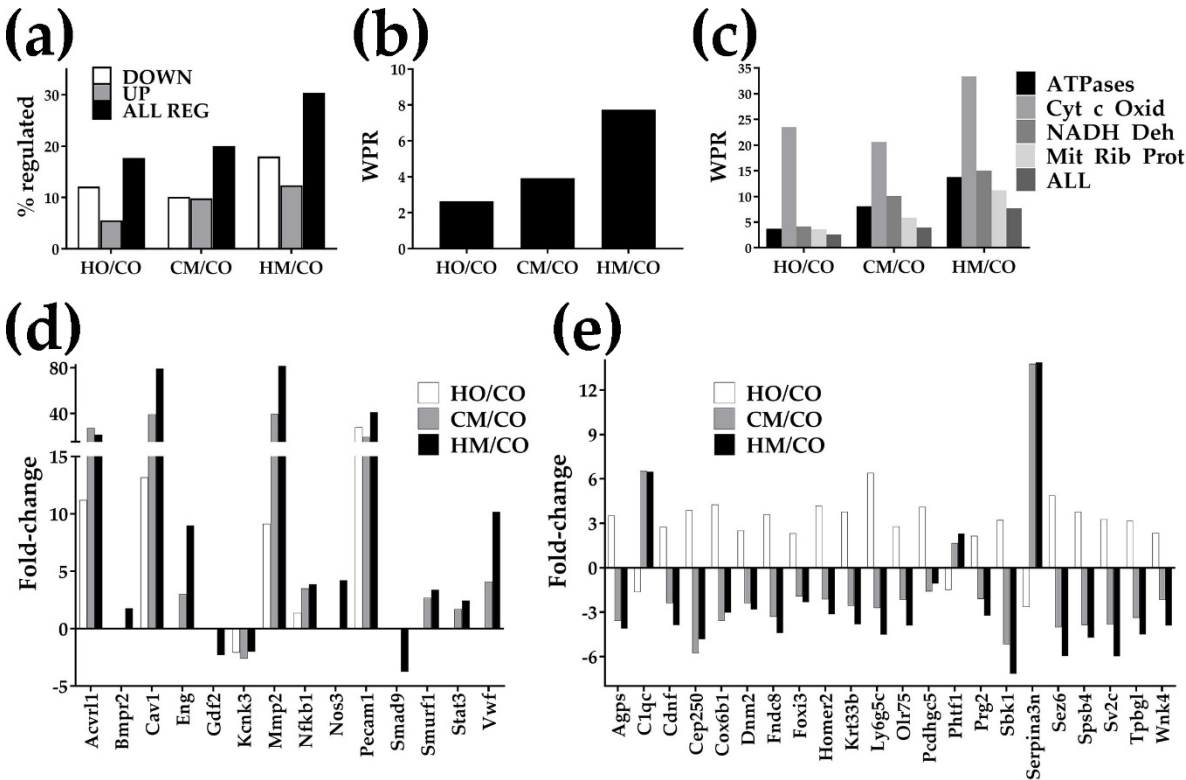 (a)
% regulated
30
20
10
0
DOWN
UP
ALL REG
HO/CO CM/CO HM/CO
(b)
WPR
8
6
4
2
0
HO/CO CM/CO HM/CO
(c)
WPR
35
30
25
20
15
10
5
0
ATPases
Cyt c Oxid
NADH Deh
Mit Rib Prot
ALL
HO/CO CM/CO HM/CO
(d)
Fold-change
80
40
15
10
5
0
-5
HO/CO
CM/CO
HM/CO
Acvrl1
Bmpr2
Cav1
Eng
Gdf2
Kcnk3
Mmp2
Nfkb1
Nos3
Pecam1
Smad9
Smurf1
Stat3
Vwf
(e)
Fold-change
12
9
6
3
0
-3
-6
HO/CO
CM/CO
HM/CO
Agps
C1qc
Cdnf
Cep250
Cox6b1
Dnm2
Fndc8
Foxi3
Homer2
Krt33b
Ly6g5c
Olr75
Pcdhgc5
Phtf1
Prg2
Sbk1
Serpina3n
Sez6
Spsb4
Sv2c
Tpbgl
Wnk4